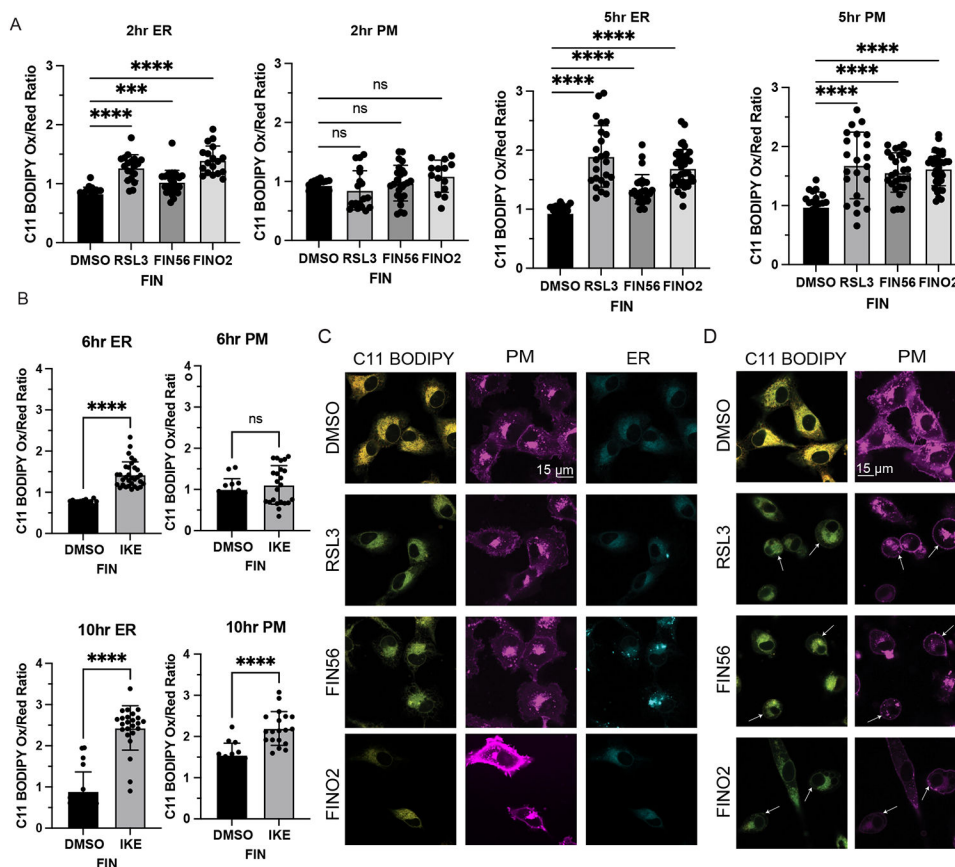 A
2hr ER
C11 BODIPY Ox/Red Ratio
3
2
1
0
****
***
****
DMSO RSL3 FIN56 FINO2
FIN
2hr PM
C11 BODIPY Ox/Red Ratio
3
2
1
0
ns
ns
ns
DMSO RSL3 FIN56 FINO2
FIN
5hr ER
C11 BODIPY Ox/Red Ratio
3
2
1
0
****
****
****
DMSO RSL3 FIN56 FINO2
FIN
5hr PM
C11 BODIPY Ox/Red Ratio
3
2
1
0
****
****
****
DMSO RSL3 FIN56 FINO2
FIN
B
6hr ER
C11 BODIPY Ox/Red Ratio
4
3
2
1
0
****
DMSO IKE
FIN
6hr PM
C11 BODIPY Ox/Red Ratio
4
3
2
1
0
ns
DMSO IKE
FIN
10hr ER
C11 BODIPY Ox/Red Ratio
4
3
2
1
0
****
DMSO IKE
FIN
10hr PM
C11 BODIPY Ox/Red Ratio
4
3
2
1
0
****
DMSO IKE
FIN
C
C11 BODIPY PM ER
DMSO
15 μm
RSL3
FIN56
FINO2
D
C11 BODIPY PM
DMSO
15 μm
RSL3
FIN56
FINO2